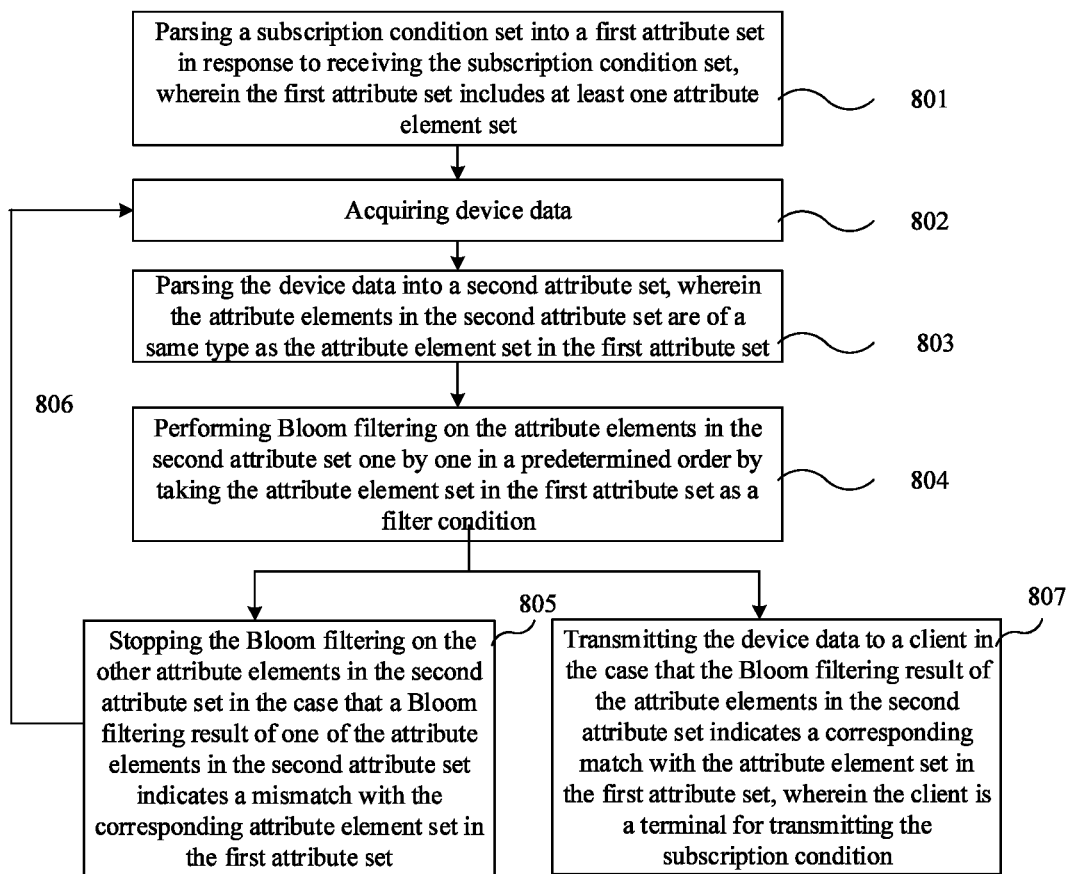 Parsing a subscription condition set into a first attribute set
in response to receiving the subscription condition set,
wherein the first attribute set includes at least one attribute
element set
801
Acquiring device data
802
Parsing the device data into a second attribute set, wherein
the attribute elements in the second attribute set are of a
same type as the attribute element set in the first attribute set
803
806
Performing Bloom filtering on the attribute elements in the
second attribute set one by one in a predetermined order by
taking the attribute element set in the first attribute set as a
filter condition
804
805
Stopping the Bloom filtering on the
other attribute elements in the second
attribute set in the case that a Bloom
filtering result of one of the attribute
elements in the second attribute set
indicates a mismatch with the
corresponding attribute element set in
the first attribute set
807
Transmitting the device data to a client in
the case that the Bloom filtering result of
the attribute elements in the second
attribute set indicates a corresponding
match with the attribute element set in
the first attribute set, wherein the client is
a terminal for transmitting the
subscription condition